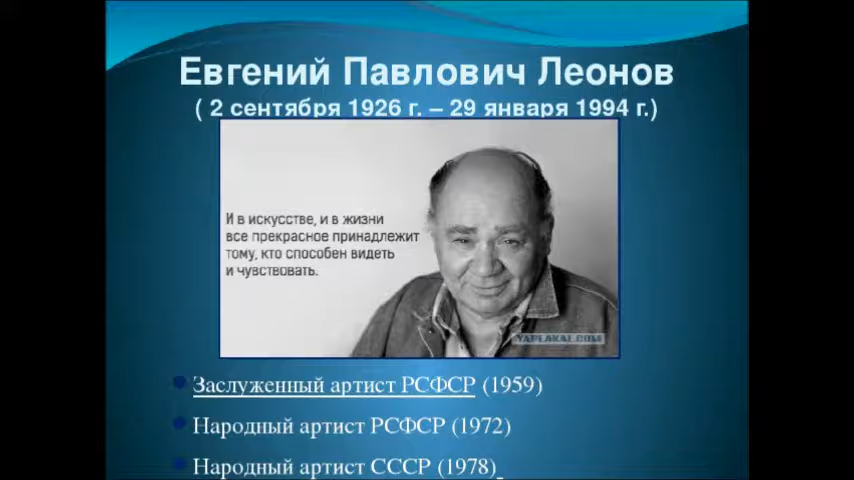 Евгений Павлович Леонов
( 2 сентября 1926 г. – 29 января 1994 г.)
И в искусстве, и в жизни
все прекрасное принадлежит
тому, кто способен видеть
и чувствовать.
YAPLAKAL.COM
Заслуженный артист РСФСР (1959)
Народный артист РСФСР (1972)
Народный артист СССР (1978)